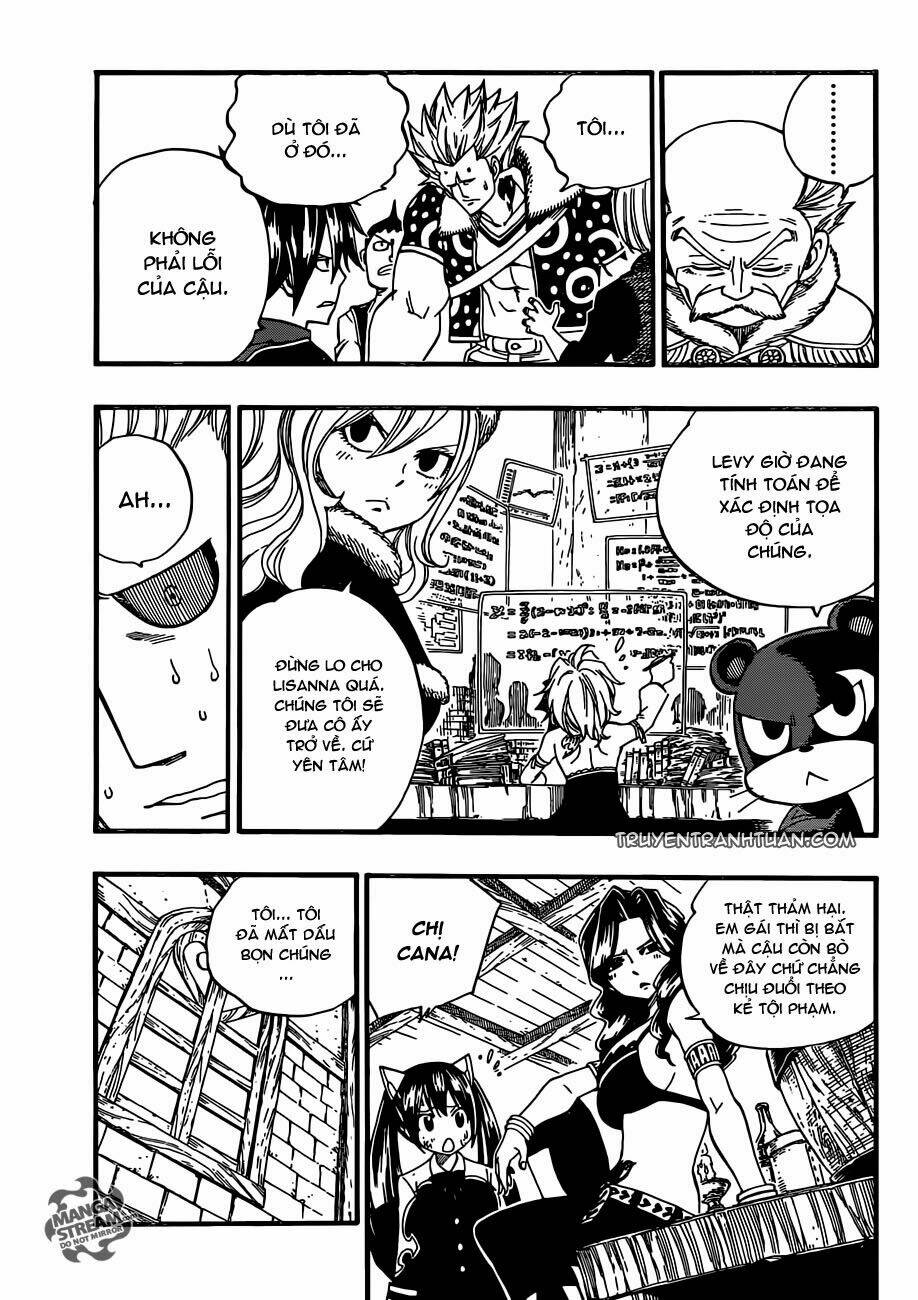 ..........
TÔI...
DÙ TÔI ĐÃ
Ở ĐÓ...
KHÔNG
PHẢI LỖI
CỦA CẬU.
LEVY GIỜ ĐANG
TÍNH TOÁN ĐỂ
XÁC ĐỊNH TỌA
ĐỘ CỦA
CHÚNG.
ĐỪNG LO CHO
LISANNA QUÁ.
CHÚNG TÔI SẼ
ĐƯA CÔ ẤY
TRỞ VỀ. CỨ
YÊN TÂM!
AH...
TRUYENTRANHTUAN.COM
THẬT THẢM HẠI.
EM GÁI THÌ BỊ BẮT
MÀ CẬU CÒN BÒ
VỀ ĐÂY CHỨ CHẲNG
CHỊU ĐUỔI THEO
KẺ TỘI PHẠM.
CHỊ
CANA!
TÔI... TÔI
ĐÃ MẤT DẤU
BỌN CHÚNG
...
MANGA
STREAM
DO NOT MIRROR